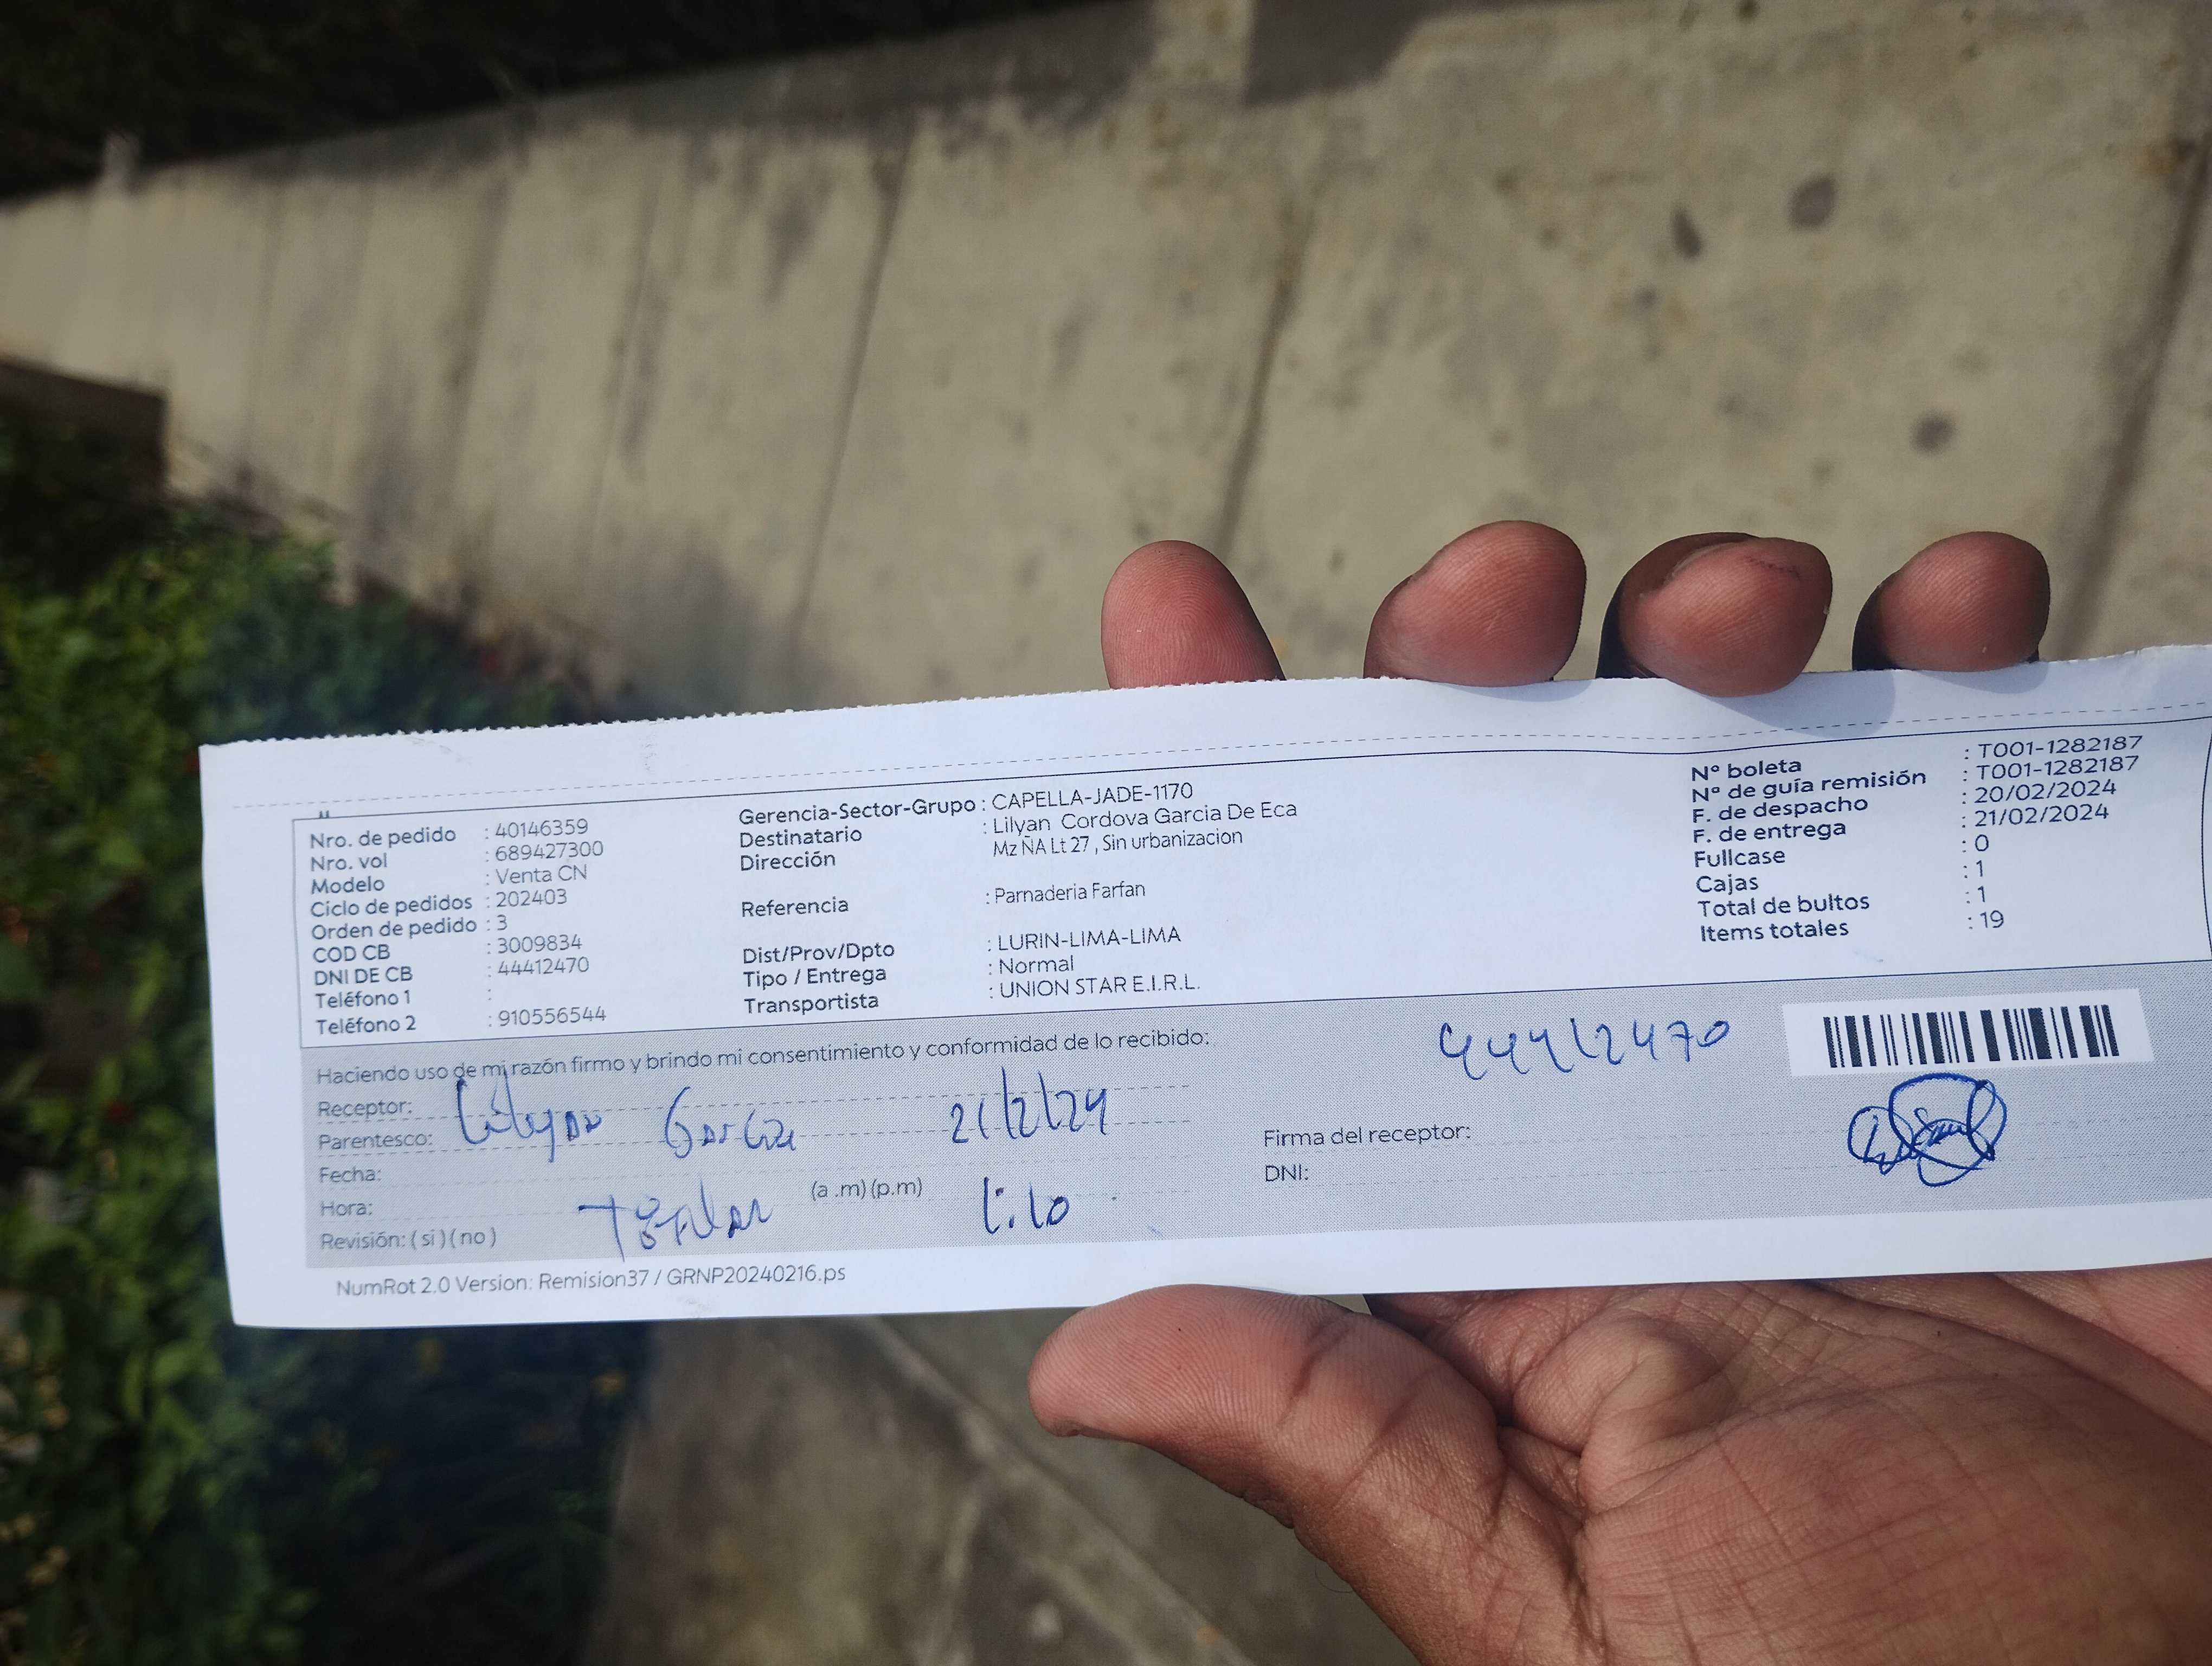 Nro. de pedido : 40146359
Nro. vol : 689427300
Modelo : Venta CN
Ciclo de pedidos : 202403
Orden de pedido : 3
COD CB : 3009834
DNI DE CB : 44412470
Teléfono 1 :
Teléfono 2 : 910556544
Gerencia-Sector-Grupo : CAPELLA-JADE-1170
Destinatario : Lilyan Cordova Garcia De Eca
Dirección Mz ÑA Lt 27 , Sin urbanizacion
Referencia : Parnaderia Farfan
Dist/Prov/Dpto : LURIN-LIMA-LIMA
Tipo / Entrega : Normal
Transportista : UNION STAR E.I.R.L.
Nº boleta : T001-1282187
Nº de guía remisión : T001-1282187
F. de despacho : 20/02/2024
F. de entrega : 21/02/2024
Fullcase : 0
Cajas : 1
Total de bultos : 1
Items totales : 19
Haciendo uso de mi razón firmo y brindo mi consentimiento y conformidad de lo recibido:
44412470
Receptor:
Parentesco: Lilyan Garcia 21/2/24
Fecha:
Hora: (a .m) (p.m)
Titular 1:10
Revisión: ( si ) ( no )
Firma del receptor:
DNI:
NumRot 2.0 Version: Remision37 / GRNP20240216.ps